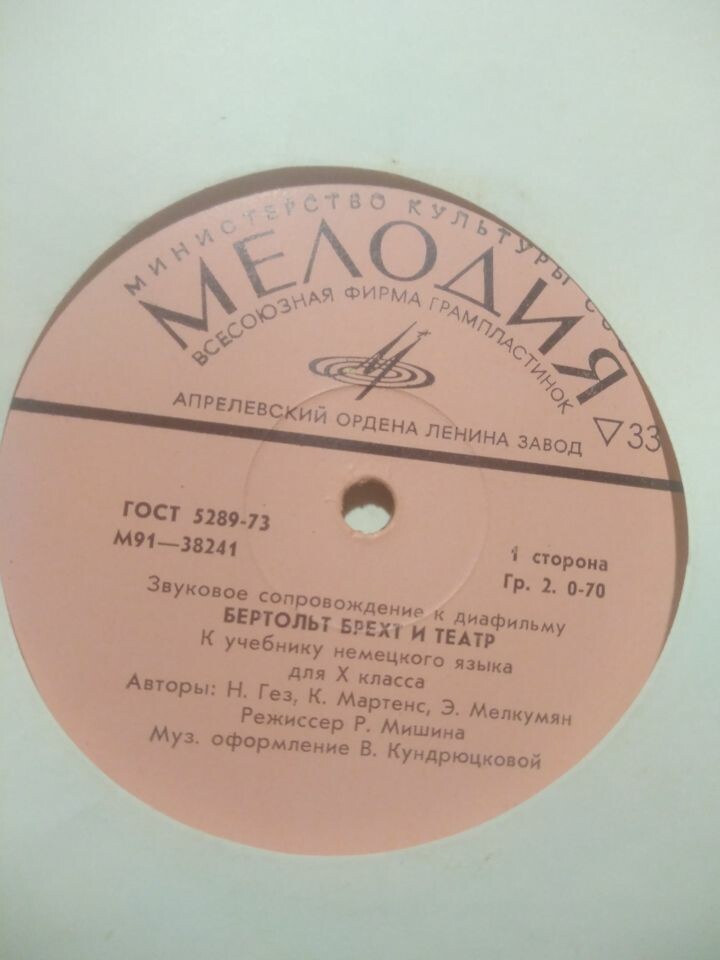 МИНИСТЕРСТВО КУЛЬТУРЫ
МЕЛОДИЯ
ВСЕСОЮЗНАЯ ФИРМА ГРАМПЛАСТИНОК
АПРЕЛЕВСКИЙ ОРДЕНА ЛЕНИНА ЗАВОД
33
ГОСТ 5289-73
М91—38241
1 сторона
Гр. 2. 0-70
Звуковое сопровождение к диафильму
БЕРТОЛЬТ БРЕХТ И ТЕАТР
К учебнику немецкого языка
для X класса
Авторы: Н. Гез, К. Мартенс, Э. Мелкумян
Режиссер Р. Мишина
Муз. оформление В. Кундрюцковой